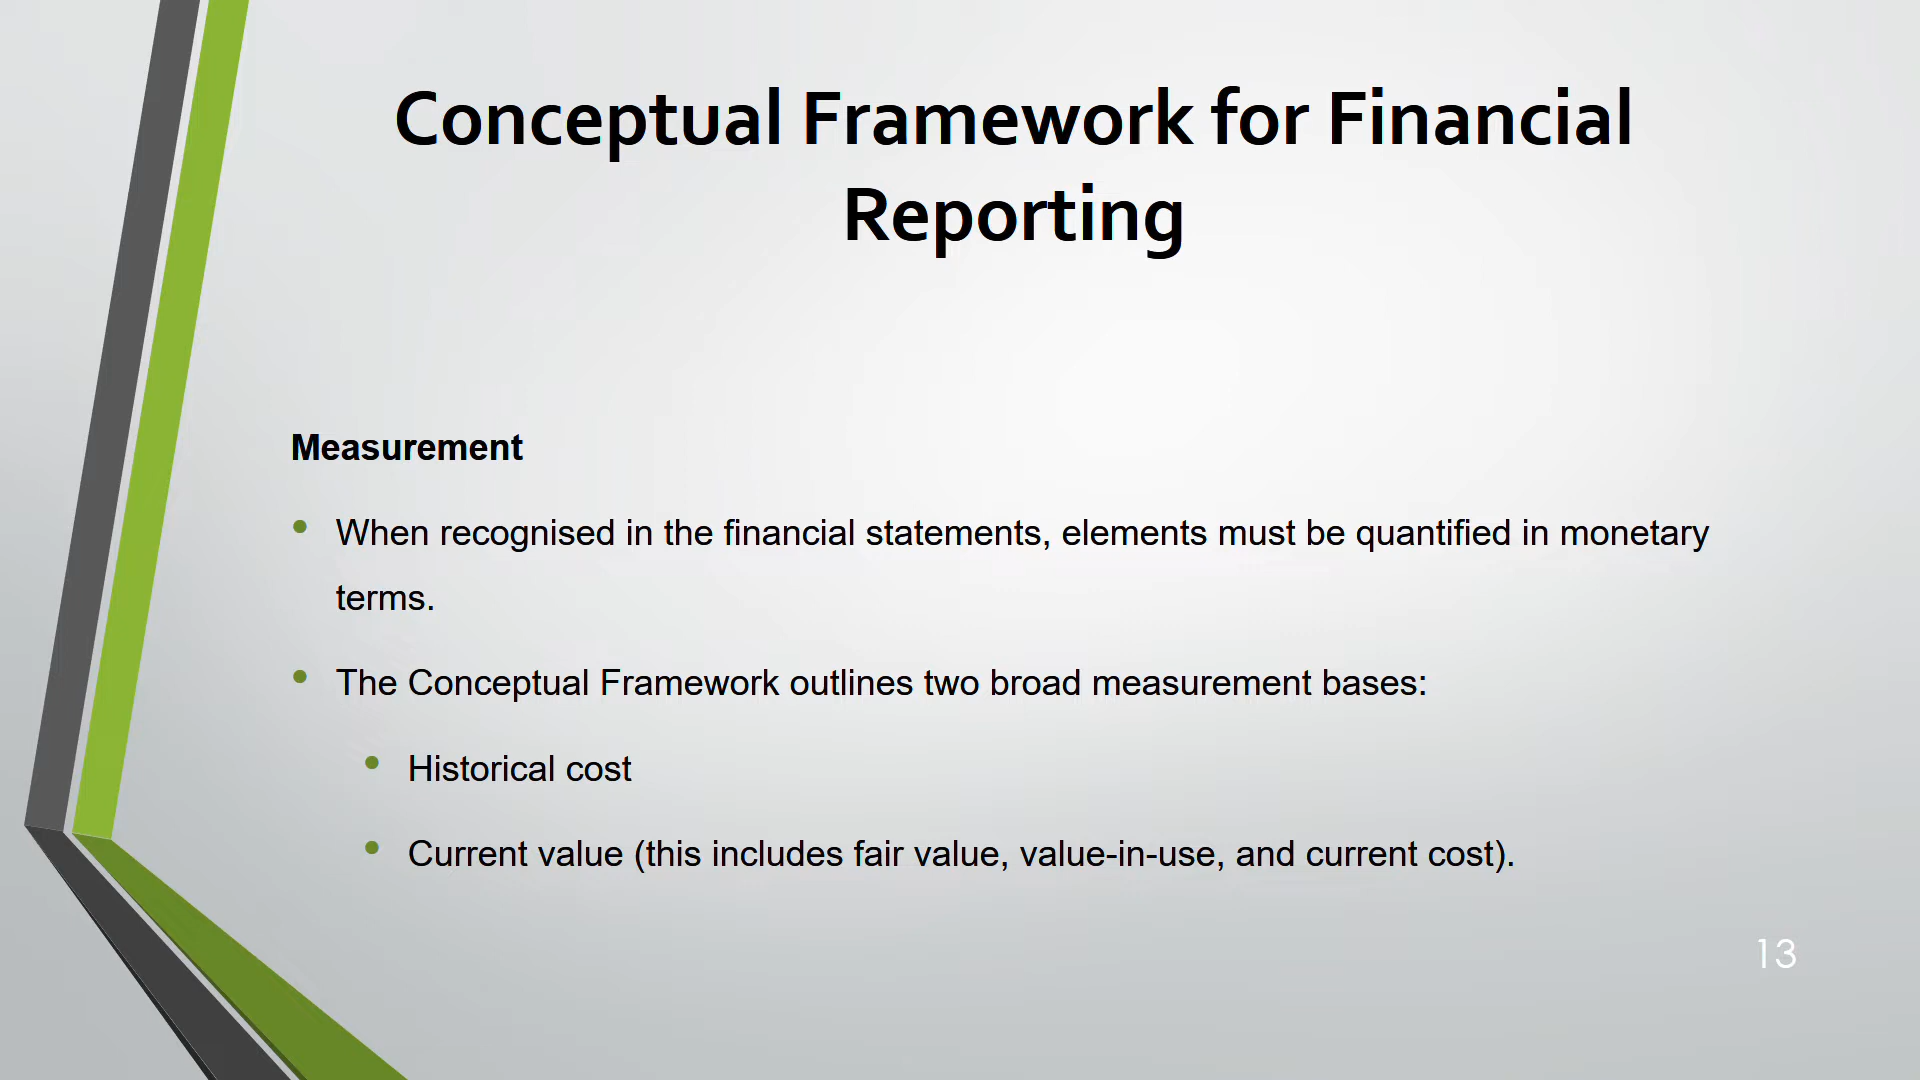 Conceptual Framework for Financial
Reporting
Measurement
• When recognised in the financial statements, elements must be quantified in monetary
terms.
• The Conceptual Framework outlines two broad measurement bases:
• Historical cost
• Current value (this includes fair value, value-in-use, and current cost).
13